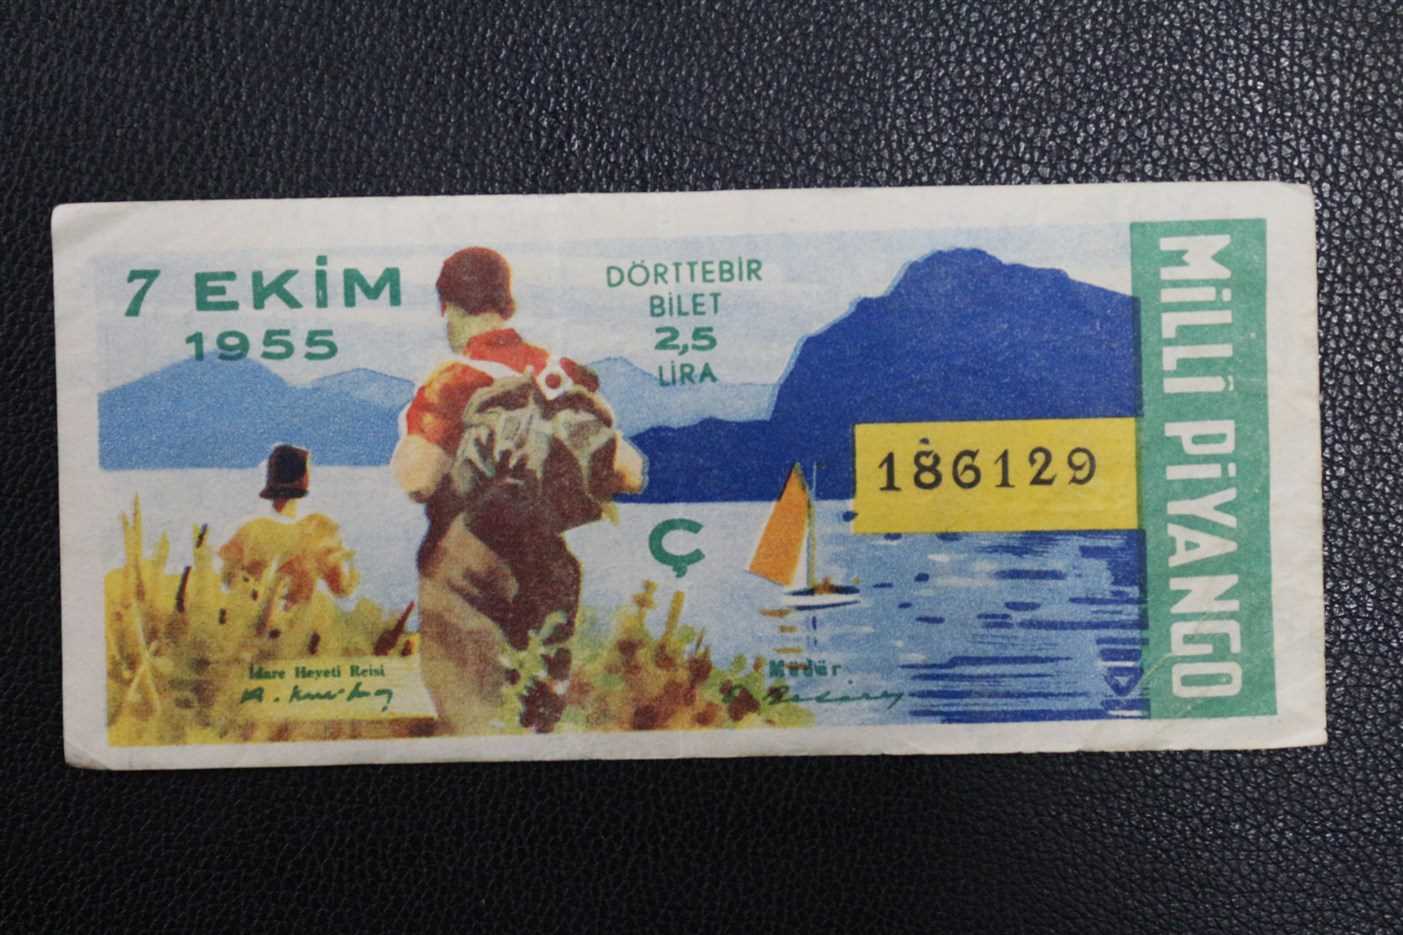 7 EKİM
1955
DÖRTTEBİR
BİLET
2,5
LİRA
186129
Ç
İdare Heyeti Reisi
Müdür
MİLLİ PİYANGO